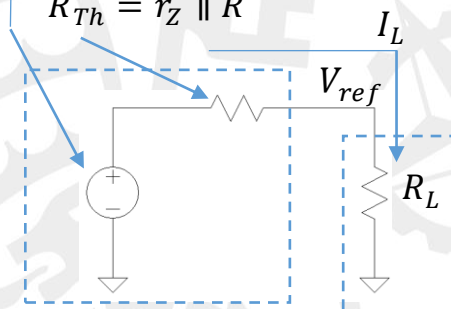 R_{Th} = r_Z ∥ R
I_L
V_{ref}
+
R_L
−